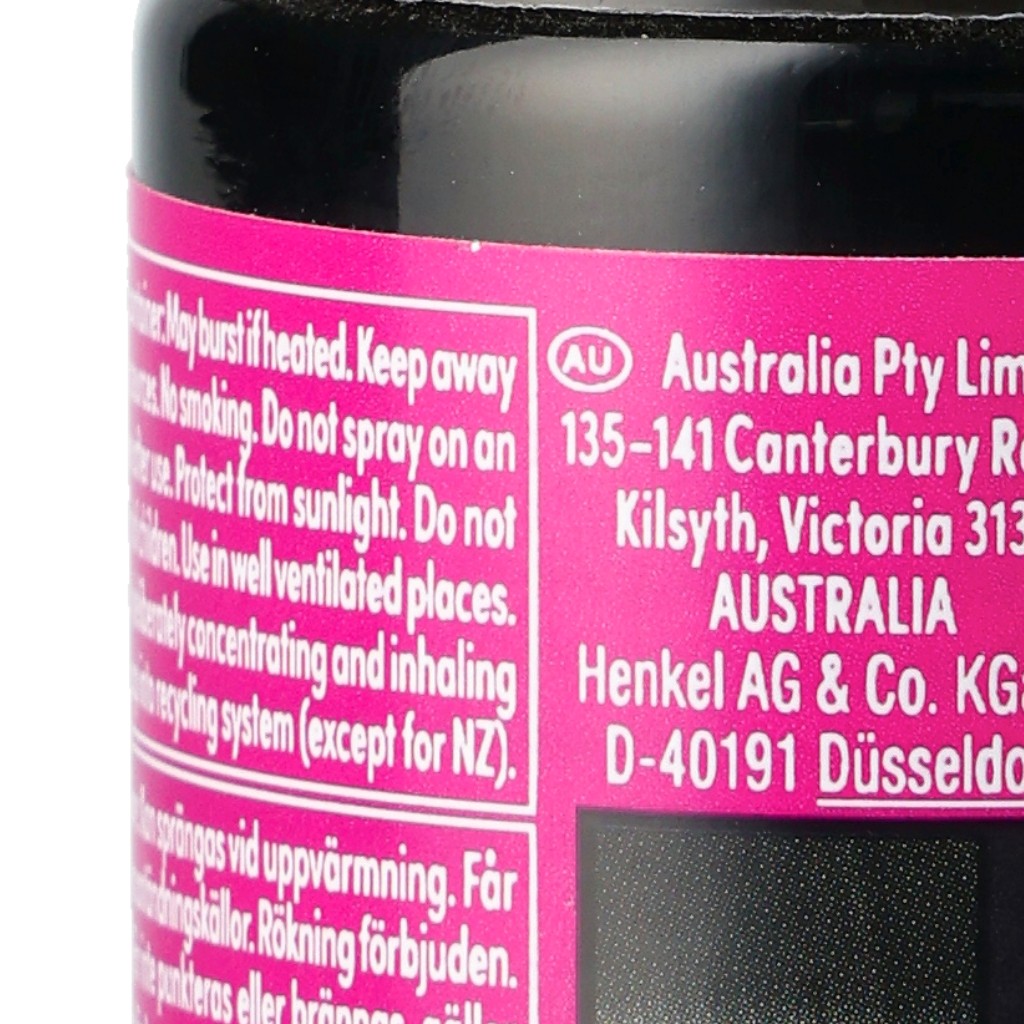 May burst if heated. Keep away
No smoking. Do not spray on an
use. Protect from sunlight. Do not
Use in well ventilated places.
concentrating and inhaling
recycling system (except for NZ).
sprängas vid uppvärmning. Får
Rökning förbjuden.
punkteras eller
AU Australia Pty Lim
135-141 Canterbury R
Kilsyth, Victoria 313
AUSTRALIA
Henkel AG & Co. KG
D-40191 Düsseldo